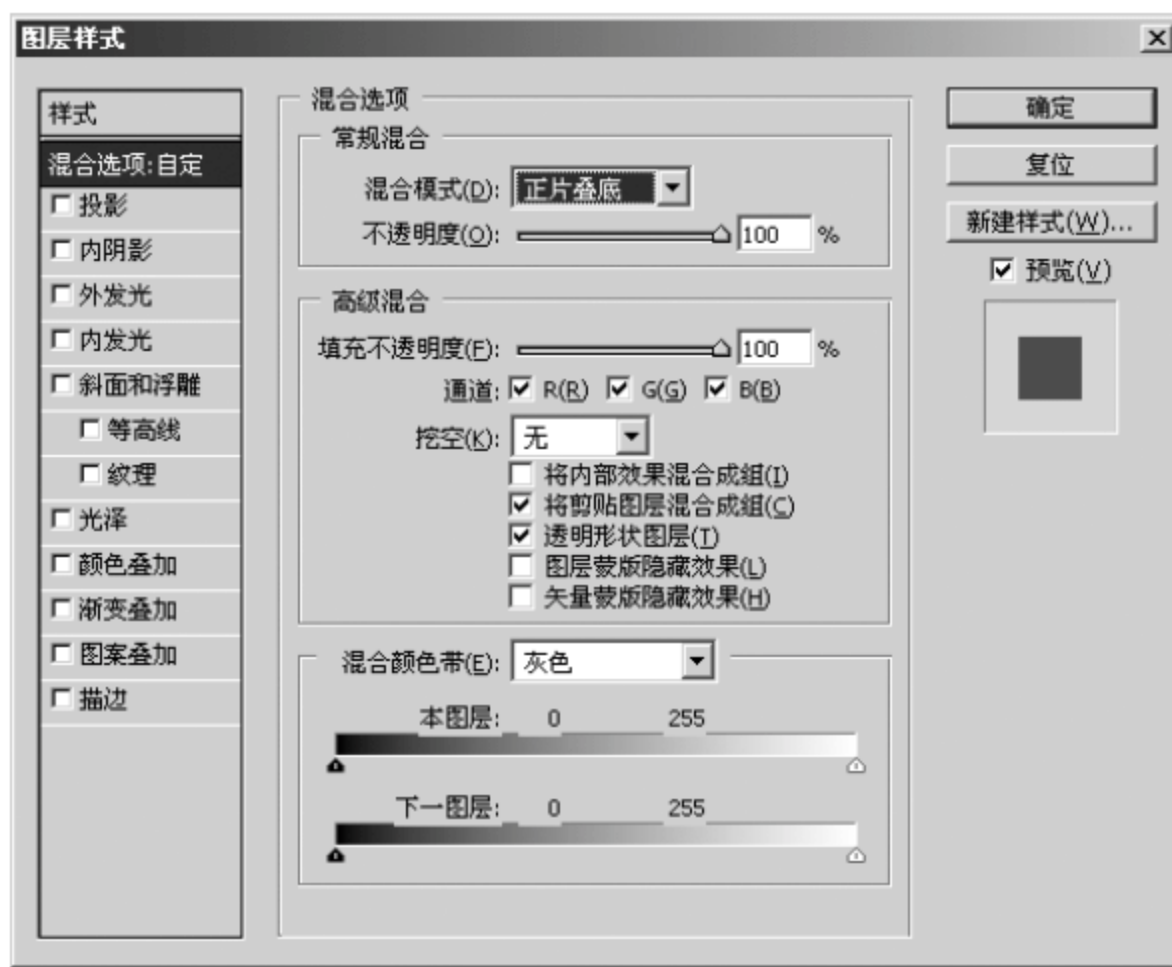 图层样式
样式
混合选项:自定
投影
内阴影
外发光
内发光
斜面和浮雕
等高线
纹理
光泽
颜色叠加
渐变叠加
图案叠加
描边
混合选项
常规混合
混合模式(D): 正片叠底
不透明度(O): 100 %
高级混合
填充不透明度(F): 100 %
通道: R(R) G(G) B(B)
挖空(K): 无
将内部效果混合成组(I)
将剪贴图层混合成组(C)
透明形状图层(T)
图层蒙版隐藏效果(L)
矢量蒙版隐藏效果(H)
混合颜色带(E): 灰色
本图层: 0 255
下一图层: 0 255
确定
复位
新建样式(W)...
预览(V)